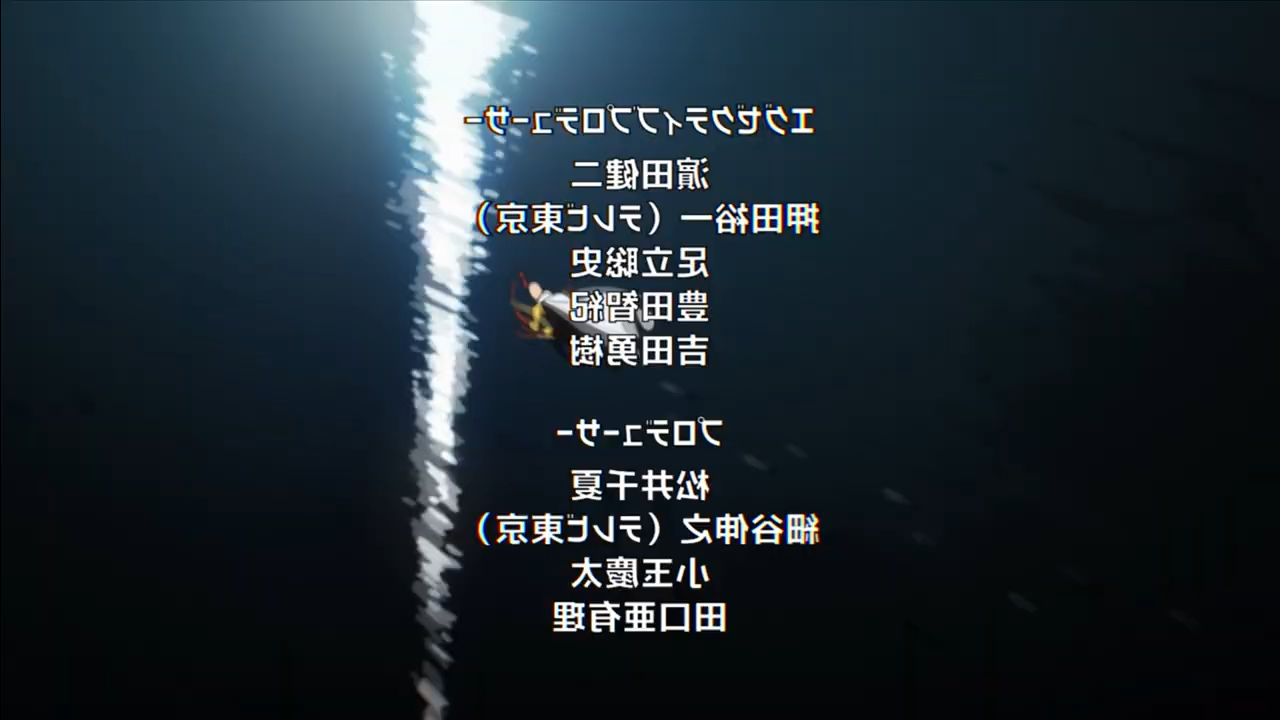 エグゼクティブプロデューサー
濵田健二
押田裕一（テレビ東京）
足立聡史
豊田智紀
吉田勇樹
プロデューサー
松井千夏
細谷伸之（テレビ東京）
小玉慶太
田口亜有理